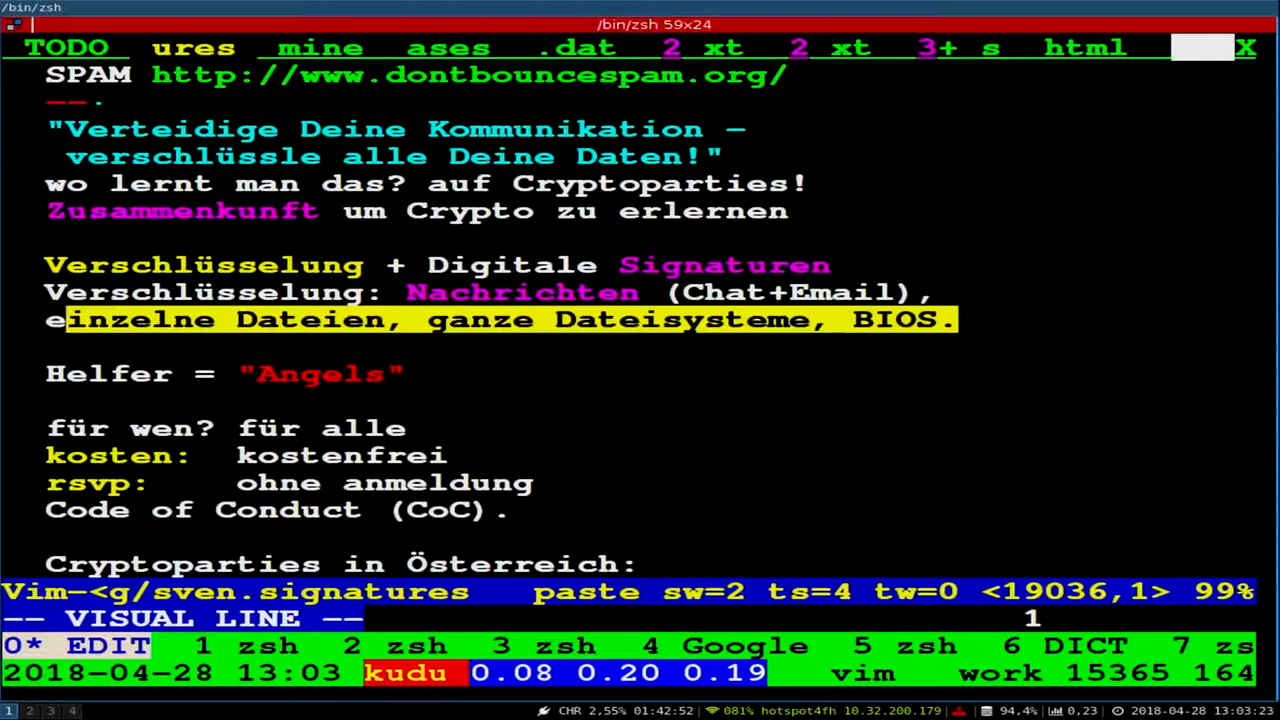 /bin/zsh
/bin/zsh 59x24
TODO ures mine ases .dat 2 xt 2 xt 3+ s html X
SPAM http://www.dontbouncespam.org/
--.
"Verteidige Deine Kommunikation -
verschlüssle alle Deine Daten!"
wo lernt man das? auf Cryptoparties!
Zusammenkunft um Crypto zu erlernen
Verschlüsselung + Digitale Signaturen
Verschlüsselung: Nachrichten (Chat+Email),
einzelne Dateien, ganze Dateisysteme, BIOS.
Helfer = "Angels"
für wen? für alle
kosten: kostenfrei
rsvp: ohne anmeldung
Code of Conduct (CoC).
Cryptoparties in Österreich:
Vim-<g/sven.signatures paste sw=2 ts=4 tw=0 <19036,1> 99%
-- VISUAL LINE -- 1
0* EDIT 1 zsh 2 zsh 3 zsh 4 Google 5 zsh 6 DICT 7 zs
2018-04-28 13:03 kudu 0.08 0.20 0.19 vim work 15365 164
1 2 3 4 CHR 2,55% 01:42:52 081% hotspot4fh 10.32.200.179 94,4% 0,23 2018-04-28 13:03:23